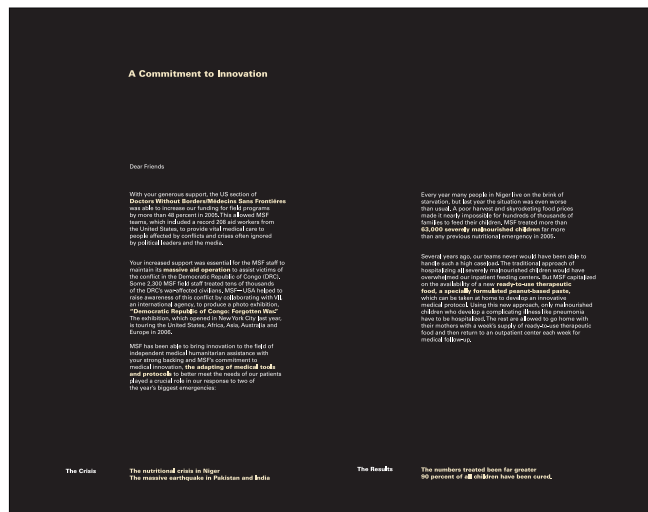 A Commitment to Innovation
Dear Friends
With your generous support, the US section of
Doctors Without Borders/Médecins Sans Frontières
was able to increase our funding for field programs
by more than 48 percent in 2005. This allowed MSF
teams, which included a record 208 aid workers from
the United States, to provide vital medical care to
people affected by conflicts and crises often ignored
by political leaders and the media.
Your increased support was essential for the MSF staff to
maintain its massive aid operation to assist victims of
the conflict in the Democratic Republic of Congo (DRC).
Some 2,300 MSF field staff treated tens of thousands
of the DRC's war-affected civilians. MSF—USA helped to
raise awareness of this conflict by collaborating with VII,
an international agency, to produce a photo exhibition,
"Democratic Republic of Congo: Forgotten War."
The exhibition, which opened in New York City last year,
is touring the United States, Africa, Asia, Australia and
Europe in 2006.
MSF has been able to bring innovation to the field of
independent medical humanitarian assistance with
your strong backing and MSF's commitment to
medical innovation, the adapting of medical tools
and protocols to better meet the needs of our patients
played a crucial role in our response to two of
the year's biggest emergencies:
Every year many people in Niger live on the brink of
starvation, but last year the situation was even worse
than usual. A poor harvest and skyrocketing food prices
made it nearly impossible for hundreds of thousands of
families to feed their children. MSF treated more than
63,000 severely malnourished children far more
than any previous nutritional emergency in 2005.
Several years ago, our teams never would have been able to
handle such a high caseload. The traditional approach of
hospitalizing all severely malnourished children would have
overwhelmed our inpatient feeding centers. But MSF capitalized
on the availability of a new ready-to-use therapeutic
food, a specially formulated peanut-based paste,
which can be taken at home to develop an innovative
medical protocol. Using this new approach, only malnourished
children who develop a complicating illness like pneumonia
have to be hospitalized. The rest are allowed to go home with
their mothers with a week's supply of ready-to-use therapeutic
food and then return to an outpatient center each week for
medical follow-up.
The Crisis
The nutritional crisis in Niger
The massive earthquake in Pakistan and India
The Results
The numbers treated been far greater
90 percent of all children have been cured.